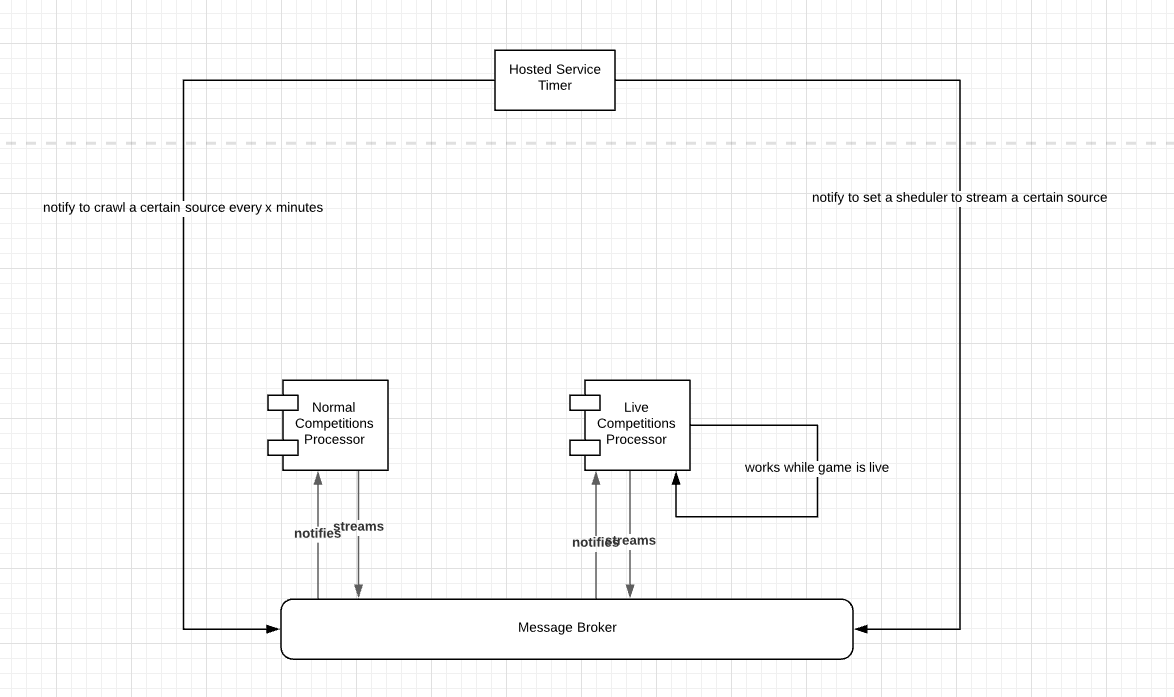 Hosted Service
Timer
notify to set a sheduler to stream a certain source
notify to crawl a certain source every x minutes
Normal
Competitions
Processor
Live
Competitions
Processor
works while game is live
streams
notifies
streams
notifies
Message Broker